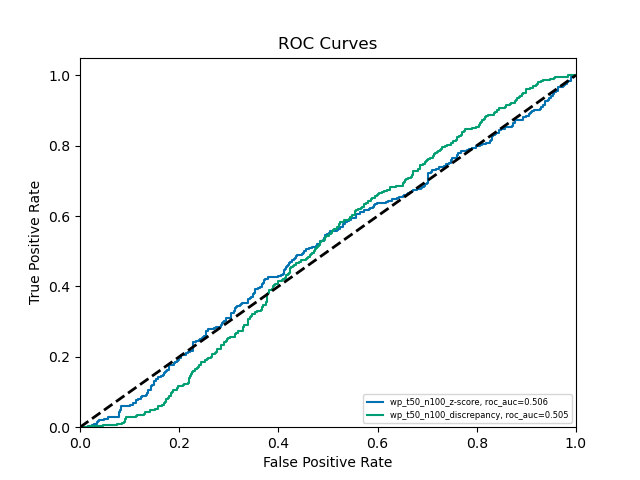 ROC Curves
True Positive Rate
1.0
0.8
0.6
0.4
0.2
0.0
wp_t50_n100_z-score, roc_auc=0.506
wp_t50_n100_discrepancy, roc_auc=0.505
0.0 0.2 0.4 0.6 0.8 1.0
False Positive Rate